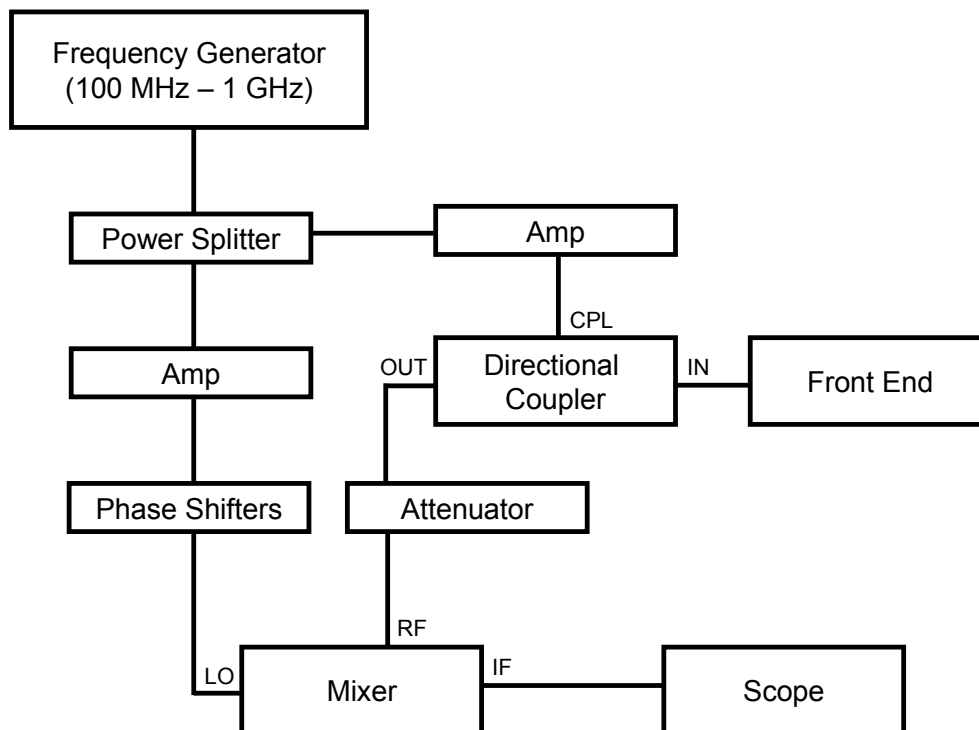 Frequency Generator
(100 MHz – 1 GHz)
Power Splitter
Amp
CPL
Amp
OUT
Directional
Coupler
IN
Front End
Phase Shifters
Attenuator
RF
LO
Mixer
IF
Scope